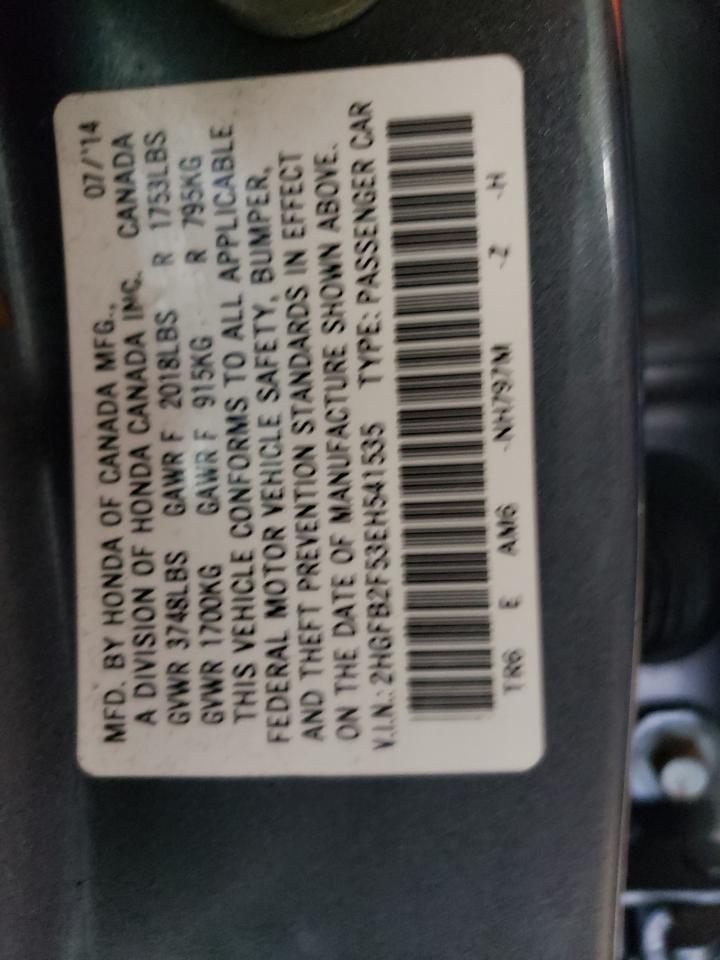 MFD. BY HONDA OF CANADA MFG., 07/'14
A DIVISION OF HONDA CANADA INC. CANADA
GVWR 3748LBS GAWR F 2018LBS R 1753LBS
GVWR 1700KG GAWR F 915KG R 795KG
THIS VEHICLE CONFORMS TO ALL APPLICABLE
FEDERAL MOTOR VEHICLE SAFETY, BUMPER,
AND THEFT PREVENTION STANDARDS IN EFFECT
ON THE DATE OF MANUFACTURE SHOWN ABOVE.
V.I.N.: 2HGFB2F53EH541535 TYPE: PASSENGER CAR
TR6 E AM6 -NH797M -Z -H